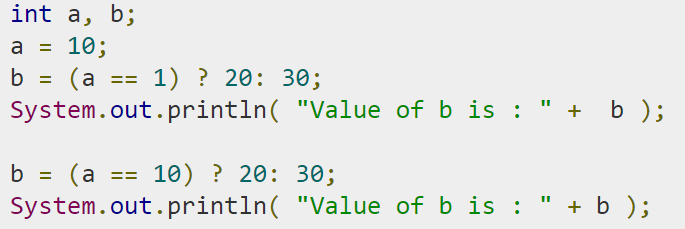 int a, b;
a = 10;
b = (a == 1) ? 20: 30;
System.out.println( "Value of b is : " +  b );
b = (a == 10) ? 20: 30;
System.out.println( "Value of b is : " + b );